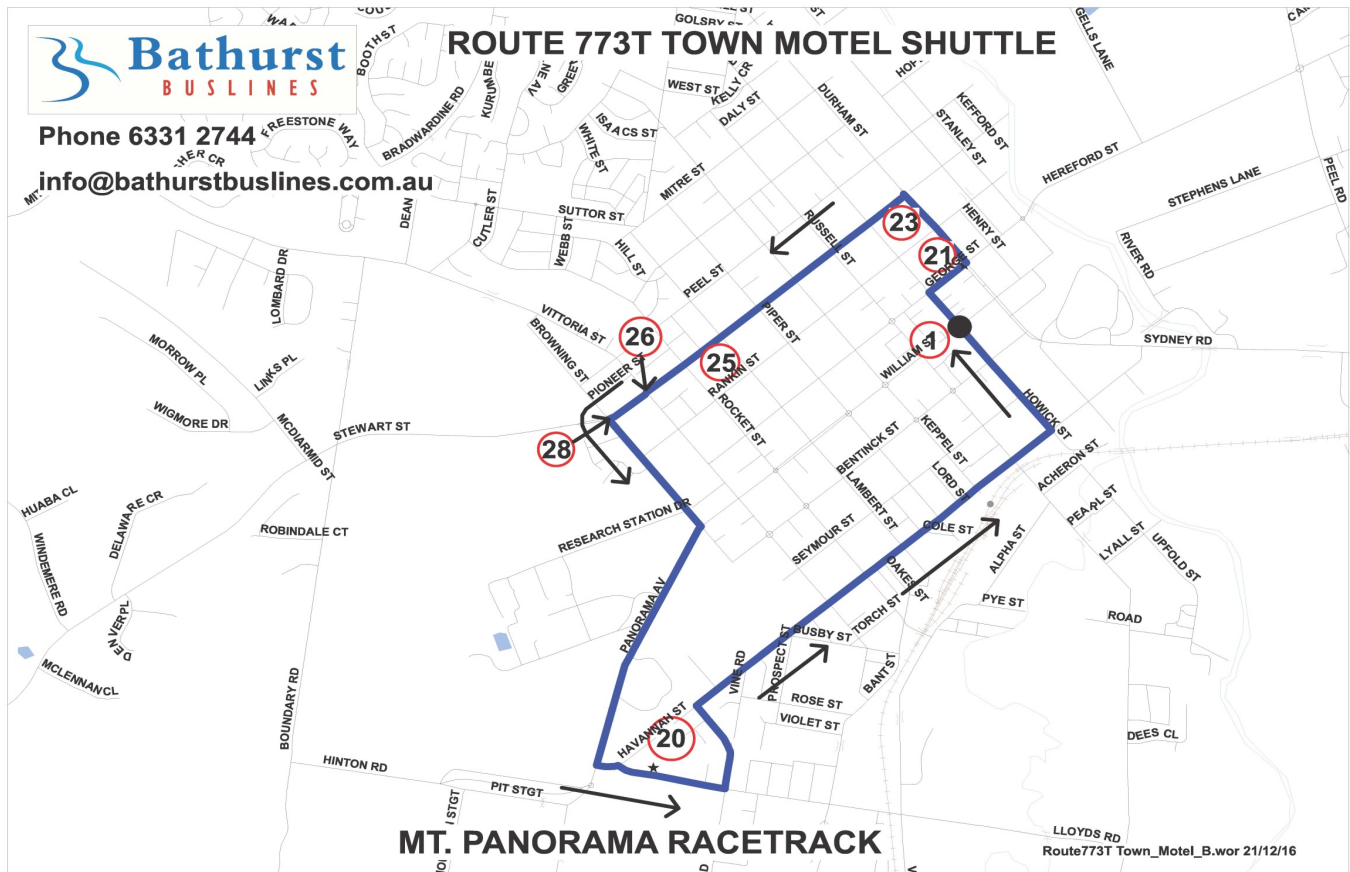 ROUTE 773T TOWN MOTEL SHUTTLE
Bathurst
BUSLINES
Phone 6331 2744
info@bathurstbuslines.com.au
BOOTH ST
GOLSBY ST
GELLS LANE
WEST ST
KELLY CR
DALY ST
DURHAM ST
KEFFORD ST
STANLEY ST
HEREFORD ST
STEPHENS LANE
PEEL RD
FREESTONE WAY
BRADWARDINE RD
ISAACS ST
WHITE ST
MITRE ST
DEAN
CUTLER ST
SUTTOR ST
WEBB ST
HILL ST
RUSSELL ST
23
HENRY ST
21
GEORGE ST
RIVER RD
LOMBARD DR
PEEL ST
PIPER ST
VITTORIA ST
BROWNING ST
26
PIONEER ST
25
RANKIN ST
WILLIAM ST
1
SYDNEY RD
MORROW PL
LINKS PL
WIGMORE DR
MCDIARMID ST
STEWART ST
28
ROCKET ST
HOWICK ST
KEPPEL ST
BENTINCK ST
LORD ST
LAMBERT ST
ACHERON ST
HUABA CL
DELAWARE CR
WINDEMERE RD
ROBINDALE CT
RESEARCH STATION DR
SEYMOUR ST
COLE ST
PEARL ST
LYALL ST
UPFOLD ST
ALPHA ST
OAKES ST
TORCH ST
PYE ST
ROAD
DENVER PL
MCLENNAN CL
BOUNDARY RD
PANORAMA AV
BUSBY ST
PROSPECT ST
VINE RD
BANT ST
ROSE ST
VIOLET ST
HAVANNAH ST
20
DEES CL
HINTON RD
PIT STGT
LLOYDS RD
MT. PANORAMA RACETRACK
Route773T Town_Motel_B.wor 21/12/16